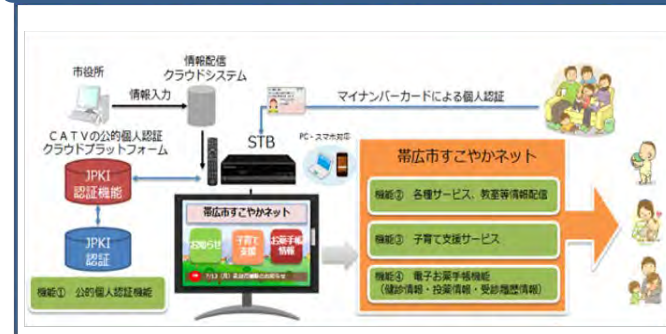 市役所
情報入力
情報配信
クラウドシステム
マイナンバーカードによる個人認証
CATVの公的個人認証
クラウドプラットフォーム
STB
PC・スマホ対応
JPKI
認証機能
JPKI
認証
機能① 公的個人認証機能
帯広市すこやかネット
お知らせ
子育て
支援
お薬手帳
情報
帯広市すこやかネット
機能② 各種サービス、教室等情報配信
機能③ 子育て支援サービス
機能④ 電子お薬手帳機能
(健診情報・投薬情報・受診履歴情報)